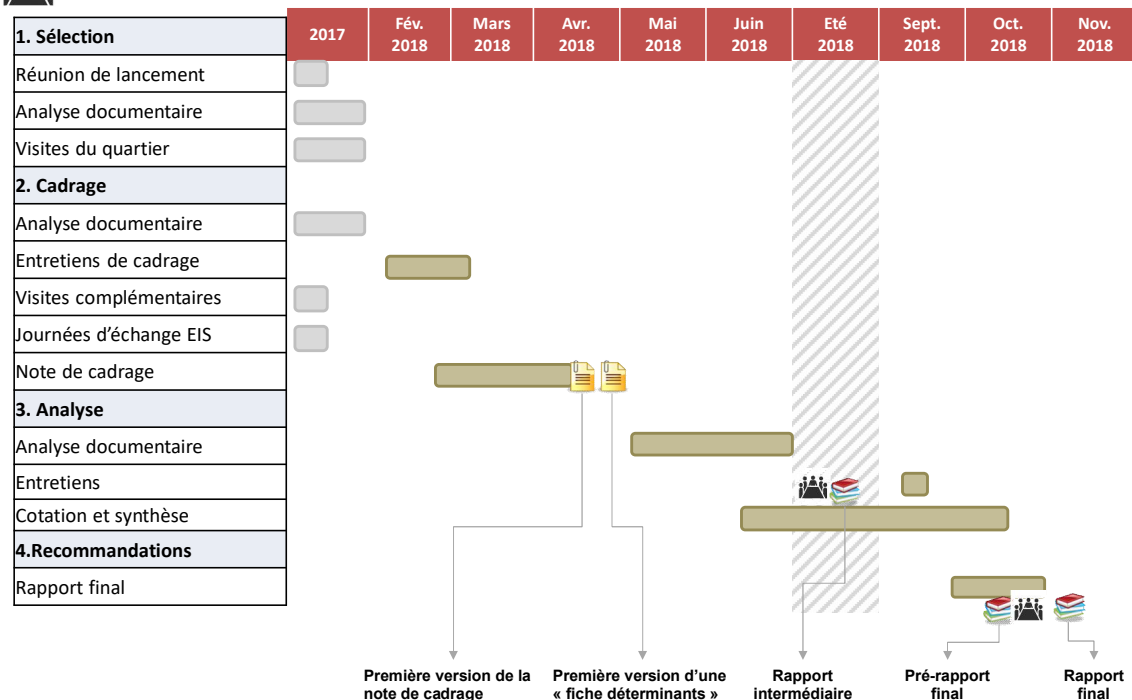 1. Sélection
2017
Fév.
2018
Mars
2018
Avr.
2018
Mai
2018
Juin
2018
Eté
2018
Sept.
2018
Oct.
2018
Nov.
2018
Réunion de lancement
Analyse documentaire
Visites du quartier
2. Cadrage
Analyse documentaire
Entretiens de cadrage
Visites complémentaires
Journées d’échange EIS
Note de cadrage
3. Analyse
Analyse documentaire
Entretiens
Cotation et synthèse
4.Recommandations
Rapport final
Première version de la
note de cadrage
Première version d’une
« fiche déterminants »
Rapport
intermédiaire
Pré-rapport
final
Rapport
final